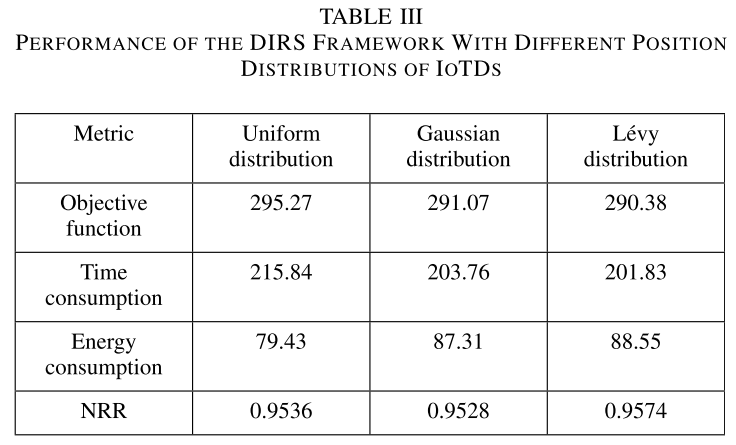 TABLE III
PERFORMANCE OF THE DIRS FRAMEWORK WITH DIFFERENT POSITION
DISTRIBUTIONS OF IOTDS
Metric Uniform distribution Gaussian distribution Lévy distribution
Objective function 295.27 291.07 290.38
Time consumption 215.84 203.76 201.83
Energy consumption 79.43 87.31 88.55
NRR 0.9536 0.9528 0.9574